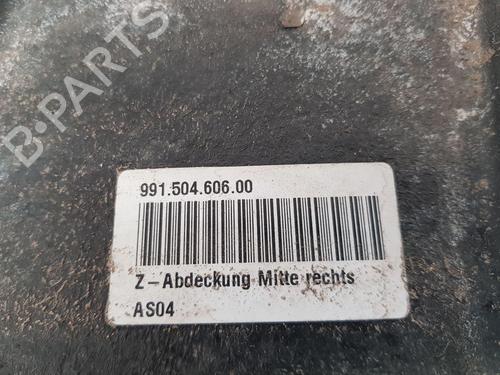 B-PARTS
991.504.606.00
Z-Abdeckung Mitte rechts
AS04